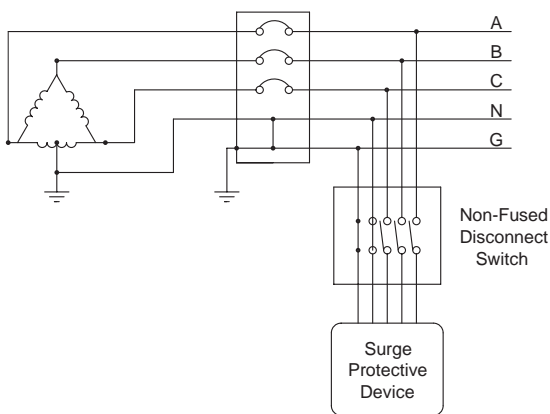 A
B
C
N
G
Non-Fused
Disconnect
Switch
Surge
Protective
Device